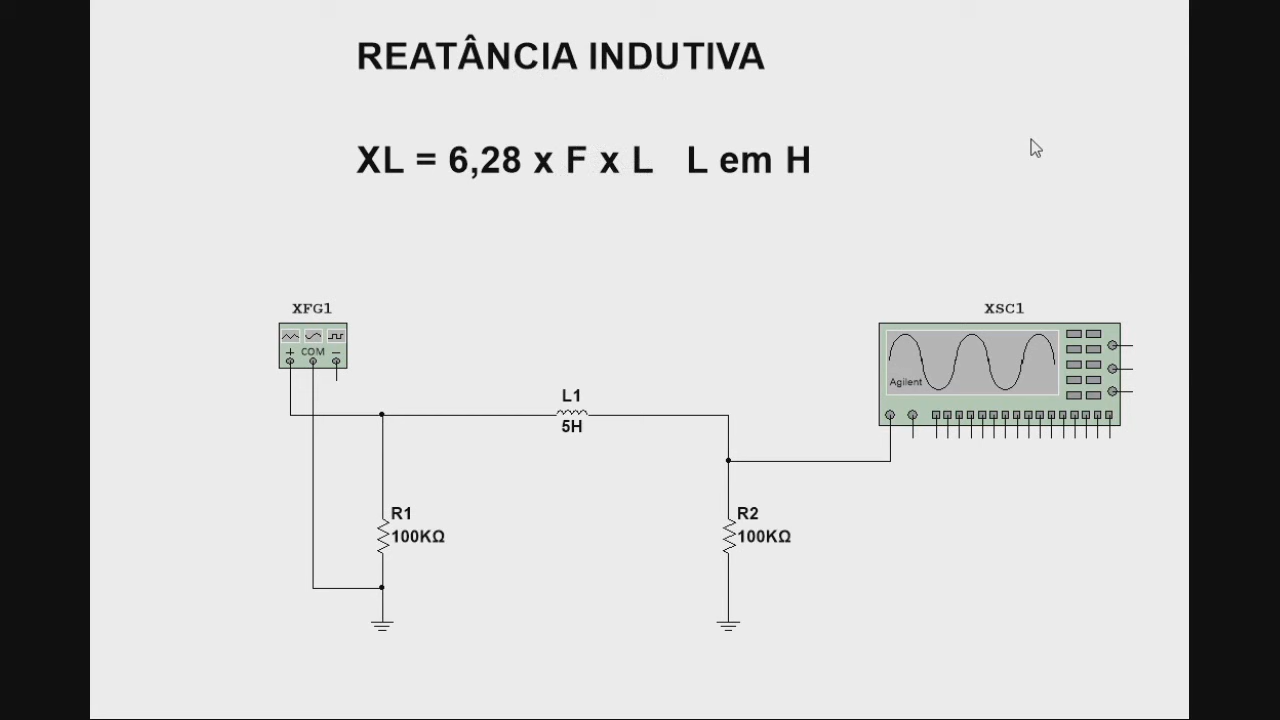 REATÂNCIA INDUTIVA
XL = 6,28 x F x L L em H
XFG1
XSC1
+ COM −
Agilent
L1
5H
R1
100KΩ
R2
100KΩ